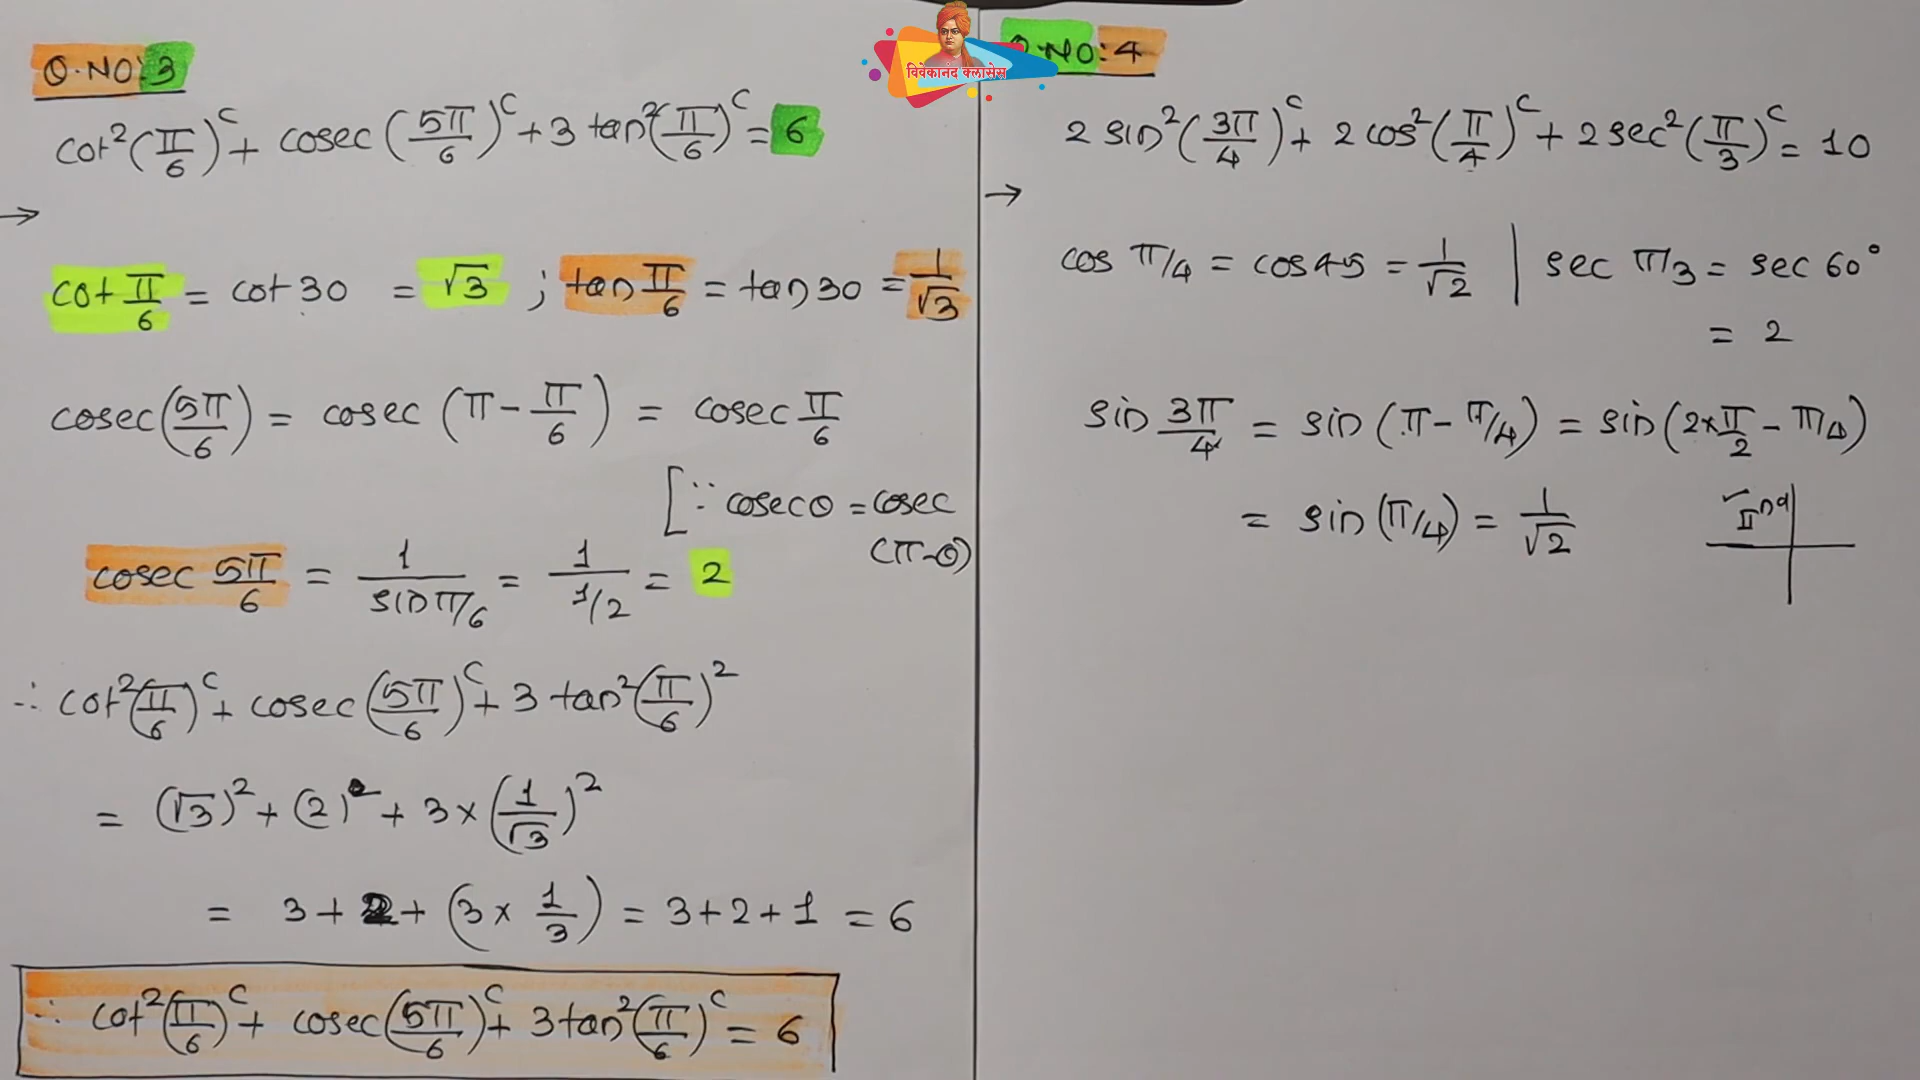 Q.NO:3
cot²(π/6)ᶜ + cosec(5π/6)ᶜ + 3 tan²(π/6)ᶜ = 6
→
cot π/6 = cot 30 = √3 ; tan π/6 = tan 30 = 1/√3
cosec(5π/6) = cosec(π - π/6) = cosec π/6
[∵ cosecθ = cosec
(π-θ)
cosec 5π/6 = 1/sin π/6 = 1/1/2 = 2
∴ cot²(π/6)ᶜ + cosec(5π/6)ᶜ + 3 tan²(π/6)²
= (√3)² + (2) + 3 × (1/√3)²
= 3 + 2 + (3 × 1/3) = 3+2+1 = 6
∴ cot²(π/6)ᶜ + cosec(5π/6)ᶜ + 3 tan²(π/6)ᶜ = 6
विवेकानंद क्लासेस
Q.NO:4
2 sin²(3π/4)ᶜ + 2 cos²(π/4)ᶜ + 2 sec²(π/3)ᶜ = 10
→
cos π/4 = cos 45 = 1/√2 | sec π/3 = sec 60°
= 2
sin 3π/4 = sin(π - π/4) = sin(2×π/2 - π/4)
= sin(π/4) = 1/√2
✓ IInd